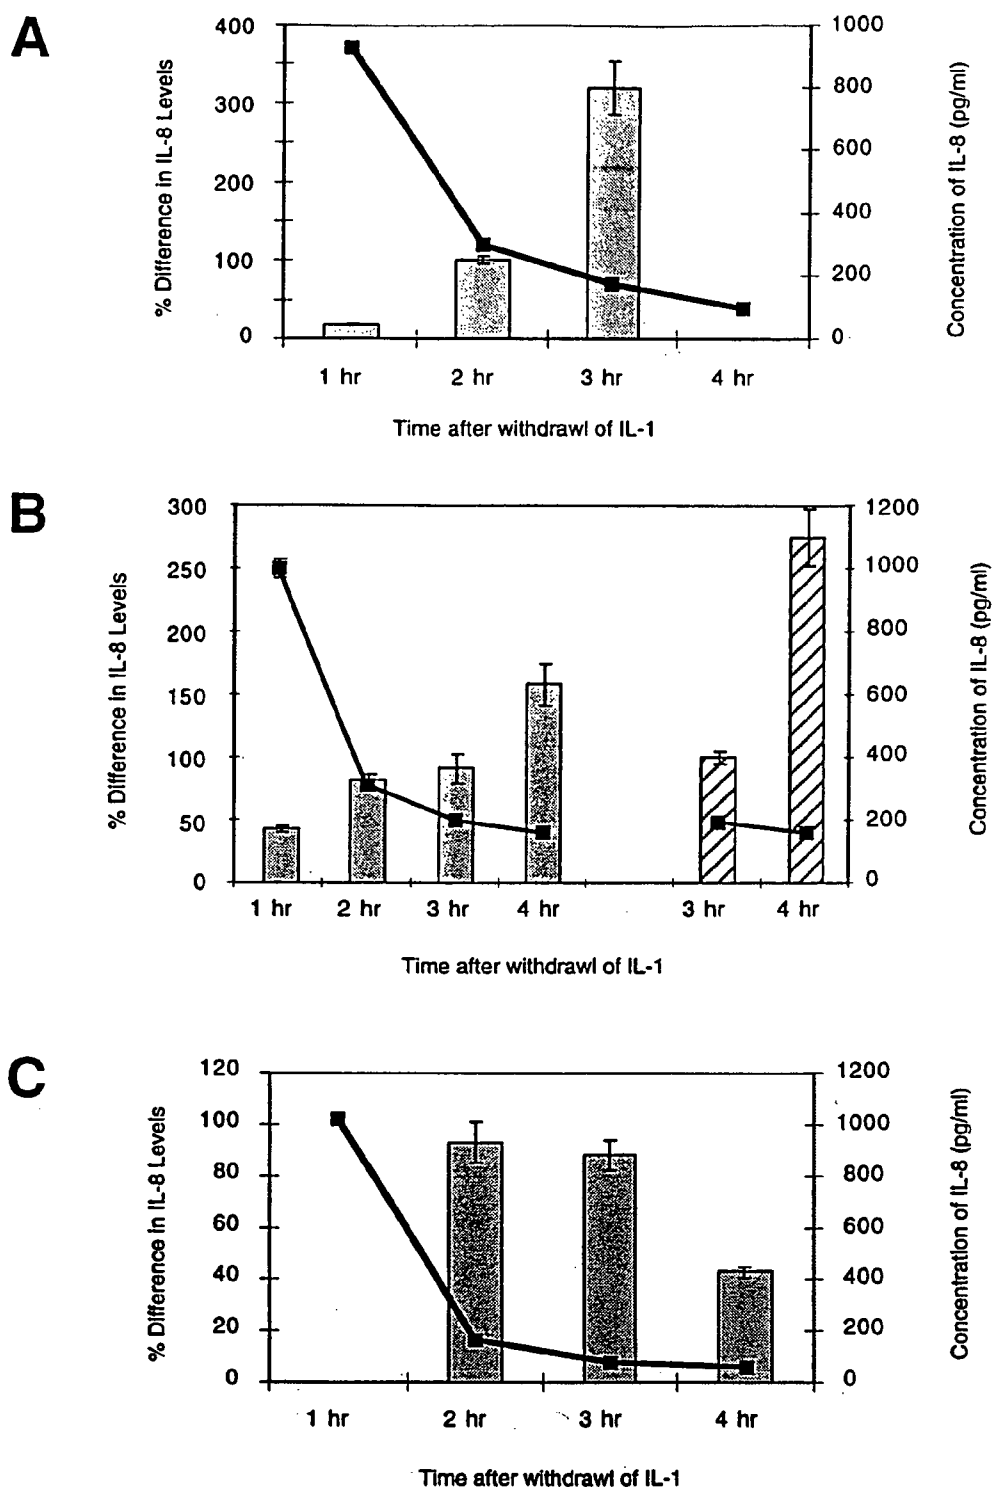 A
% Difference in IL-8 Levels
400
300
200
100
0
1000
800
600
400
200
0
Concentration of IL-8 (pg/ml)
1 hr 2 hr 3 hr 4 hr
Time after withdrawl of IL-1
B
% Difference in IL-8 Levels
300
250
200
150
100
50
0
1200
1000
800
600
400
200
0
Concentration of IL-8 (pg/ml)
1 hr 2 hr 3 hr 4 hr 3 hr 4 hr
Time after withdrawl of IL-1
C
% Difference in IL-8 Levels
120
100
80
60
40
20
0
1200
1000
800
600
400
200
0
Concentration of IL-8 (pg/ml)
1 hr 2 hr 3 hr 4 hr
Time after withdrawl of IL-1